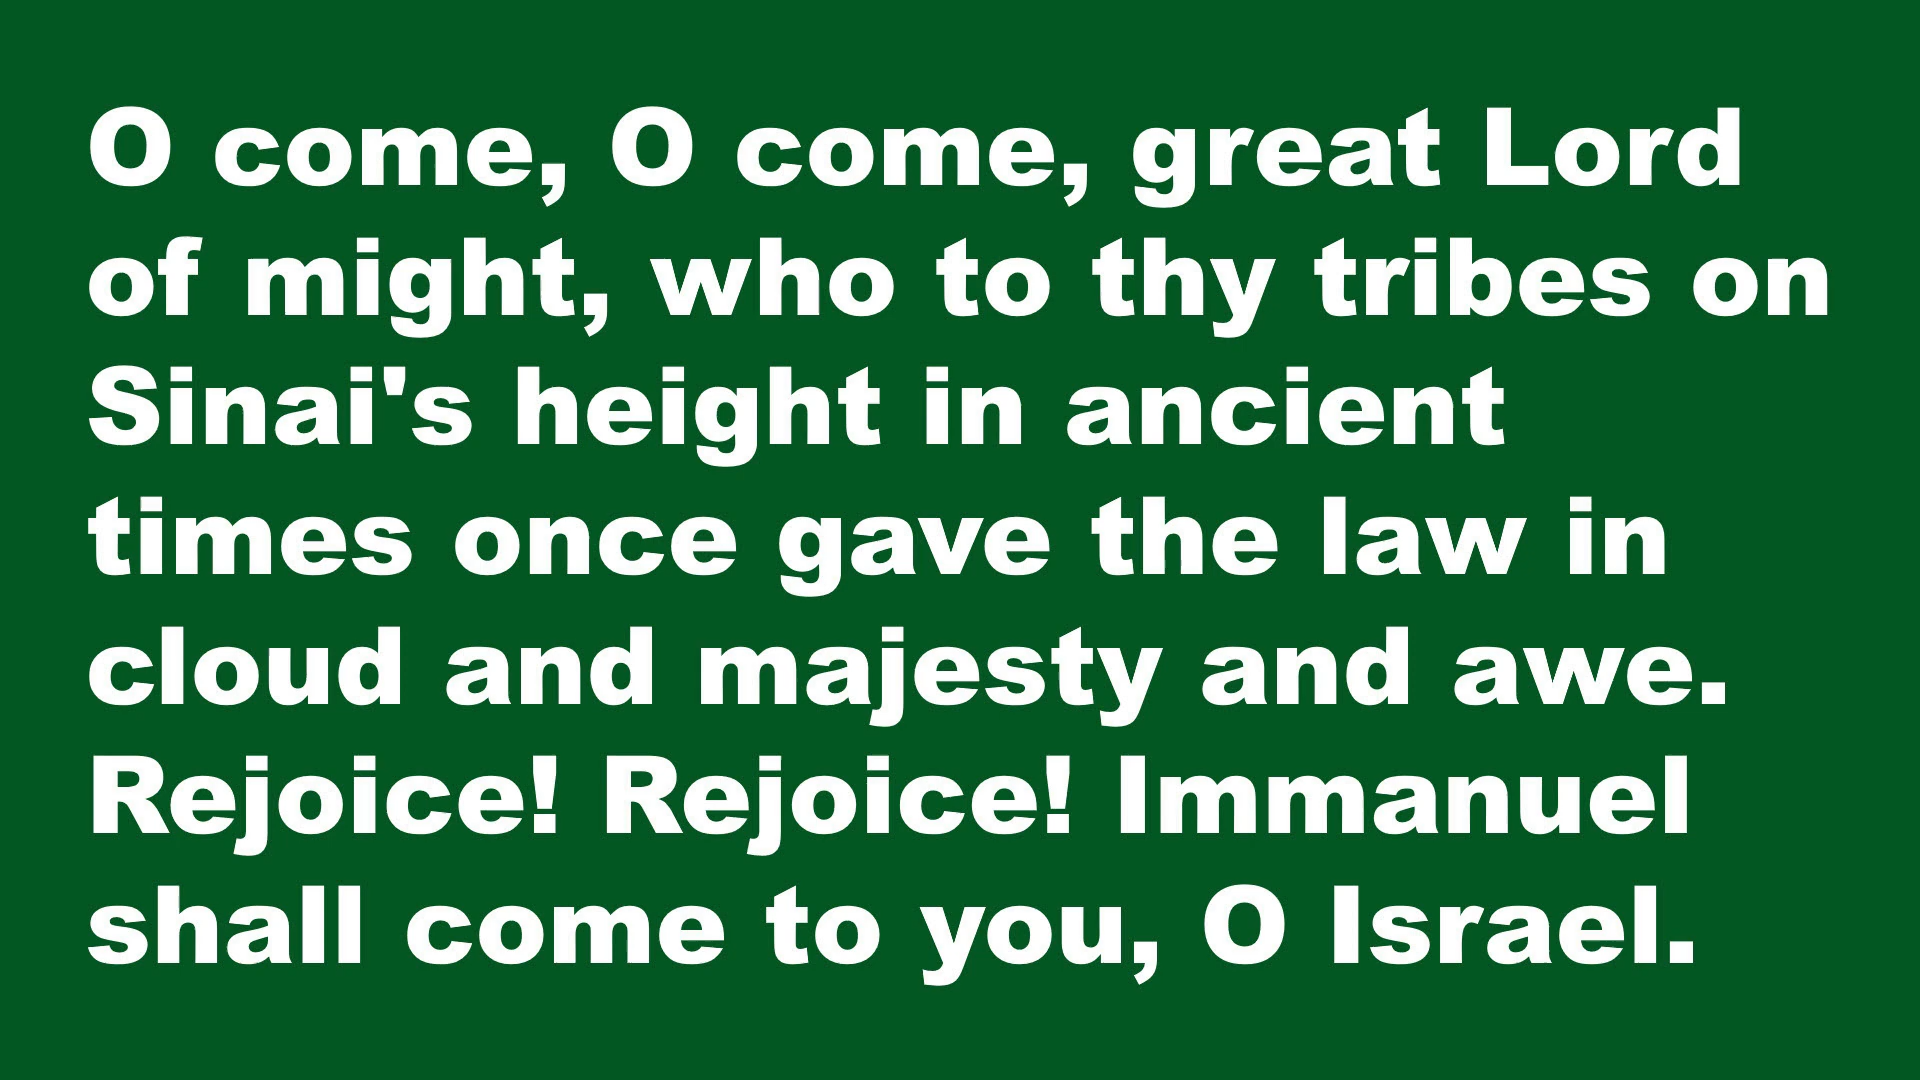 O come, O come, great Lord
of might, who to thy tribes on
Sinai's height in ancient
times once gave the law in
cloud and majesty and awe.
Rejoice! Rejoice! Immanuel
shall come to you, O Israel.